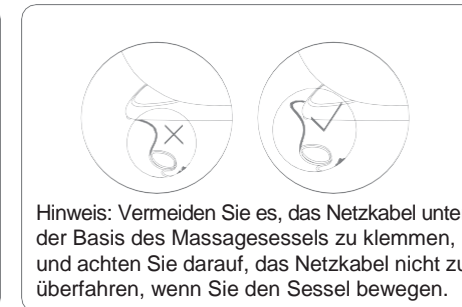 Hinweis: Vermeiden Sie es, das Netzkabel unte
der Basis des Massagesessels zu klemmen,
und achten Sie darauf, das Netzkabel nicht zu
überfahren, wenn Sie den Sessel bewegen.